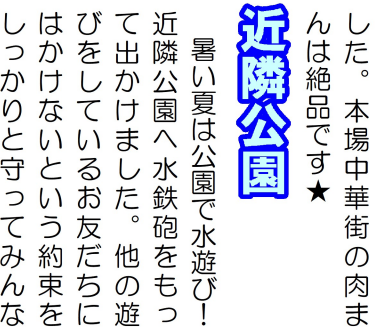 した。本場中華街の肉ま
んは絶品です★
近隣公園
暑い夏は公園で水遊び！
近隣公園へ水鉄砲をもっ
て出かけました。他の遊
びをしているお友だちに
はかけないという約束を
しっかりと守ってみんな